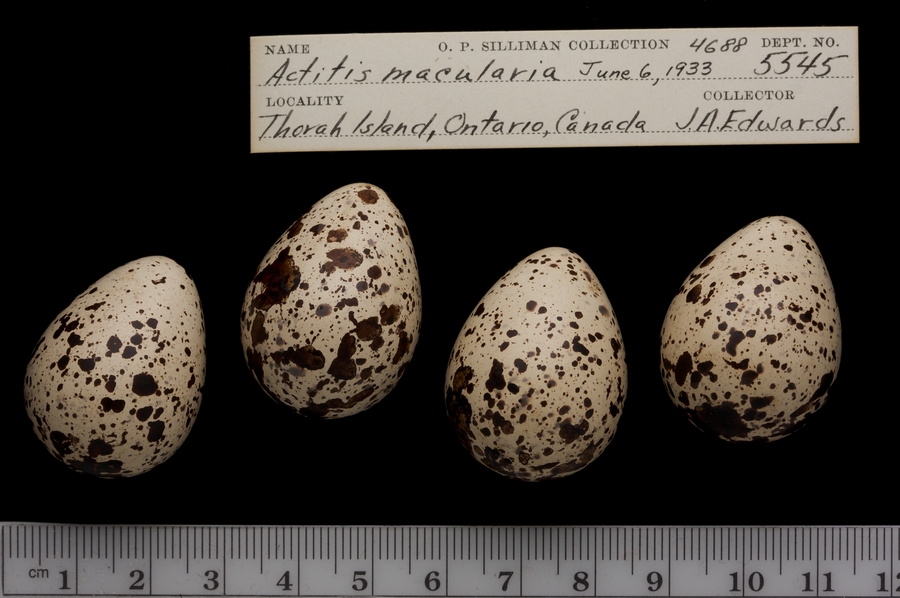 NAME O. P. SILLIMAN COLLECTION 4688 DEPT. NO.
Actitis macularia June 6, 1933 5545
LOCALITY COLLECTOR
Thorah Island, Ontario, Canada J.A.Edwards
cm 1 2 3 4 5 6 7 8 9 10 11 12